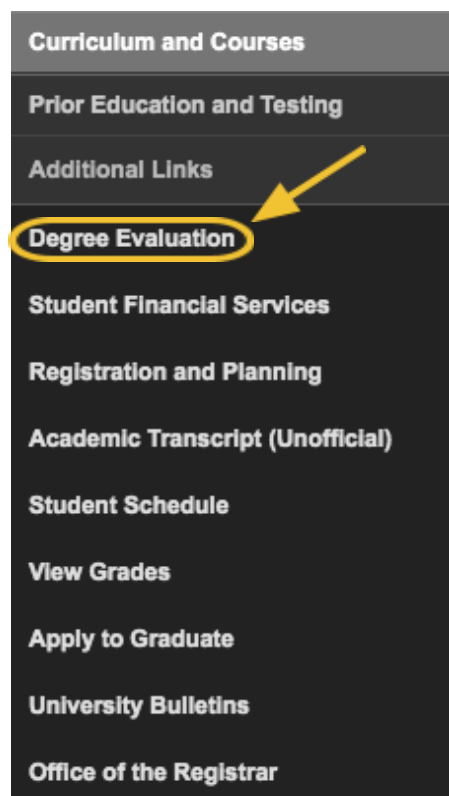 Curriculum and Courses
Prior Education and Testing
Additional Links
Degree Evaluation
Student Financial Services
Registration and Planning
Academic Transcript (Unofficial)
Student Schedule
View Grades
Apply to Graduate
University Bulletins
Office of the Registrar